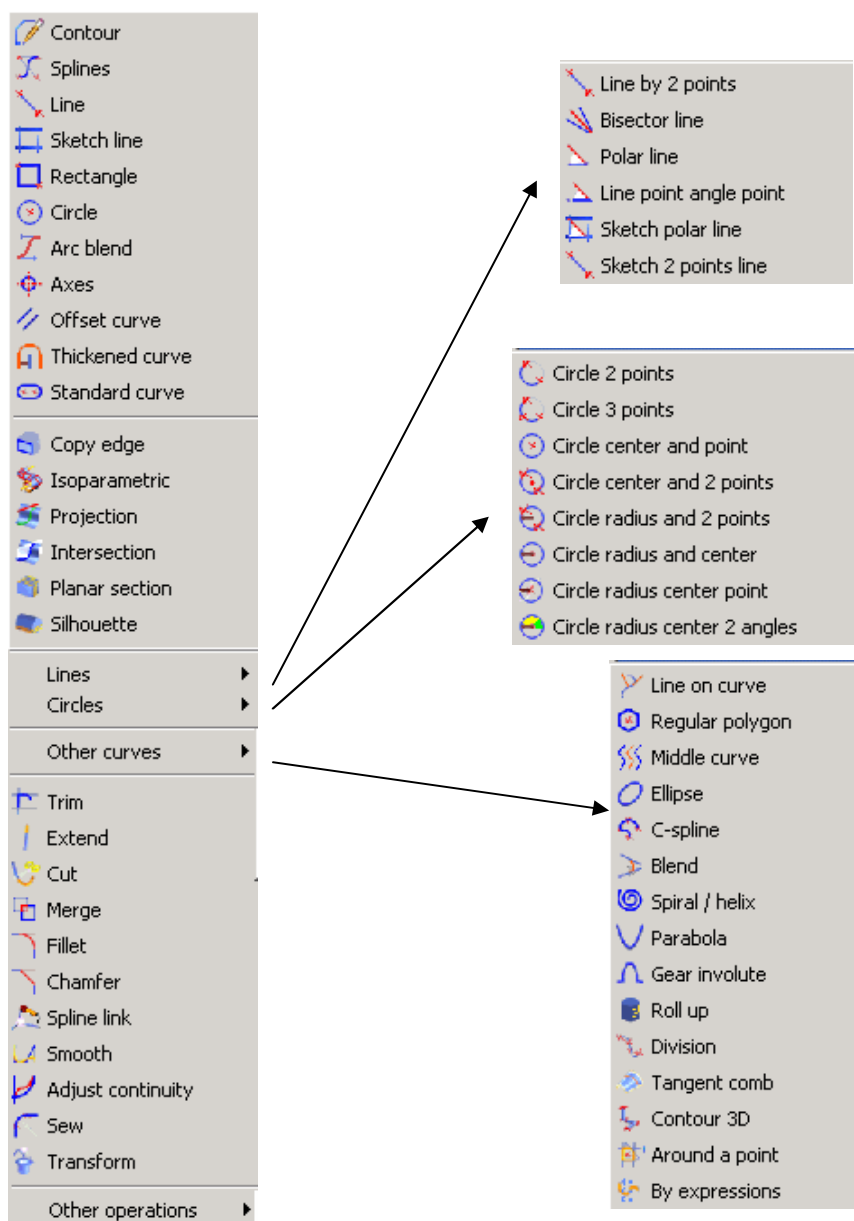 Contour
Splines
Line
Sketch line
Rectangle
Circle
Arc blend
Axes
Offset curve
Thickened curve
Standard curve
Copy edge
Isoparametric
Projection
Intersection
Planar section
Silhouette
Lines
Circles
Other curves
Trim
Extend
Cut
Merge
Fillet
Chamfer
Spline link
Smooth
Adjust continuity
Sew
Transform
Other operations
Line by 2 points
Bisector line
Polar line
Line point angle point
Sketch polar line
Sketch 2 points line
Circle 2 points
Circle 3 points
Circle center and point
Circle center and 2 points
Circle radius and 2 points
Circle radius and center
Circle radius center point
Circle radius center 2 angles
Line on curve
Regular polygon
Middle curve
Ellipse
C-spline
Blend
Spiral / helix
Parabola
Gear involute
Roll up
Division
Tangent comb
Contour 3D
Around a point
By expressions